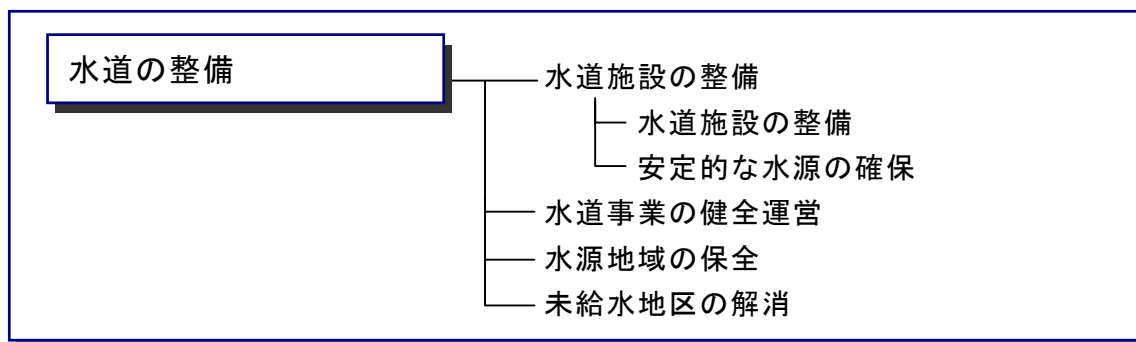 水道の整備
水道施設の整備
水道施設の整備
安定的な水源の確保
水道事業の健全運営
水源地域の保全
未給水地区の解消